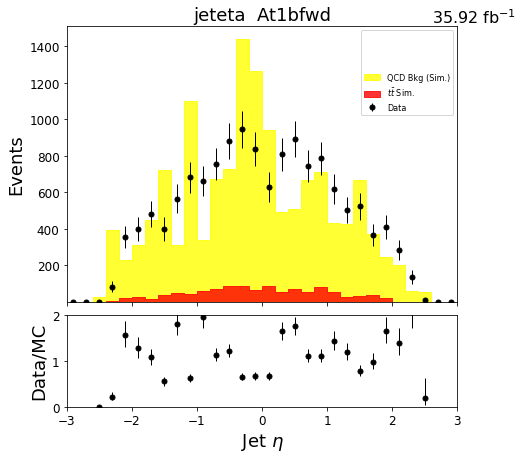 jeteta At1bfwd
35.92 fb⁻¹
1400
1200
1000
800
600
400
200
Events
QCD Bkg (Sim.)
tt̄ Sim.
Data
2
1
0
Data/MC
−3 −2 −1 0 1 2 3
Jet η